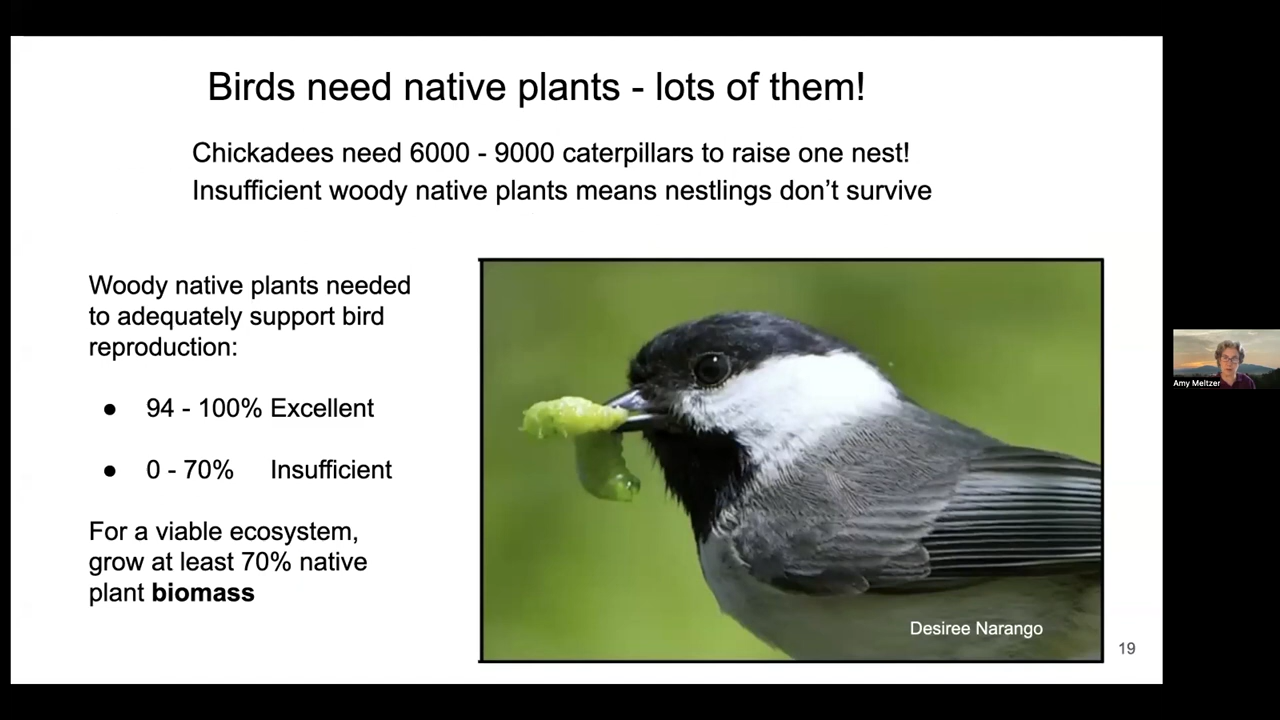 Birds need native plants - lots of them!
Chickadees need 6000 - 9000 caterpillars to raise one nest!
Insufficient woody native plants means nestlings don’t survive
Woody native plants needed
to adequately support bird
reproduction:
● 94 - 100% Excellent
● 0 - 70% Insufficient
For a viable ecosystem,
grow at least 70% native
plant biomass
Desiree Narango
19
Amy Meltzer